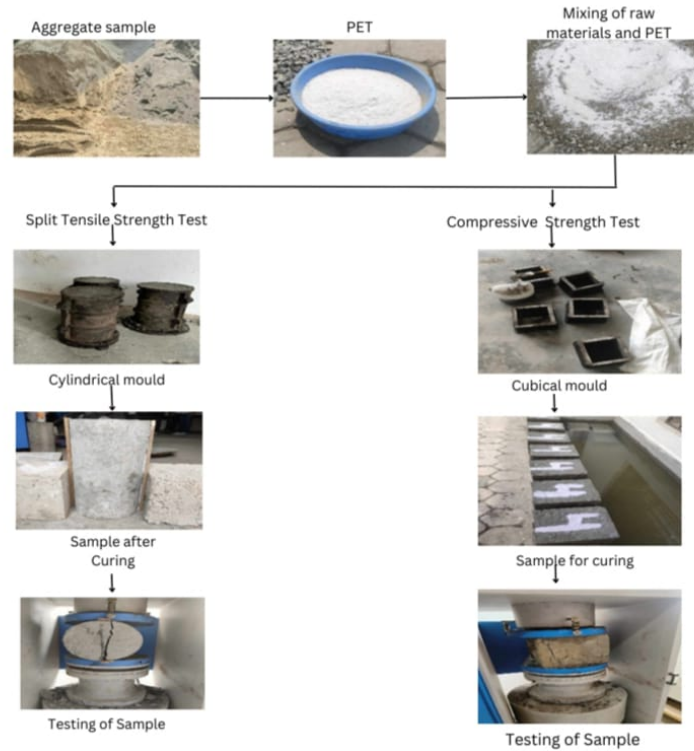 Aggregate sample
PET
Mixing of raw
materials and PET
Split Tensile Strength Test
Compressive Strength Test
Cylindrical mould
Cubical mould
Sample after
Curing
Sample for curing
Testing of Sample
Testing of Sample